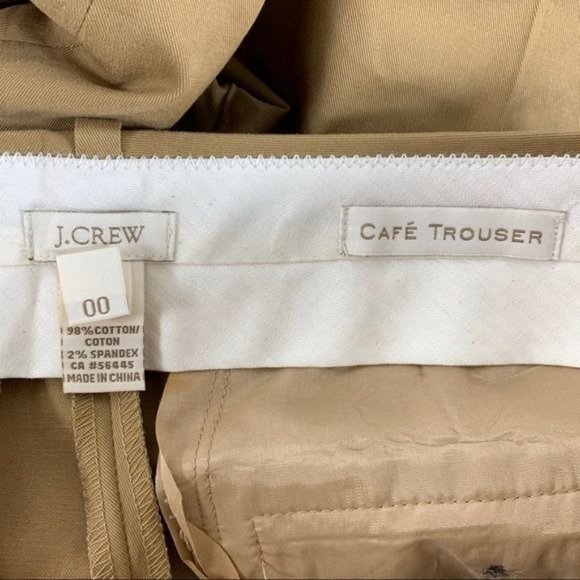 J.CREW
CAFÉ TROUSER
00
98% COTTON/
COTON
2% SPANDEX
CA #56445
MADE IN CHINA